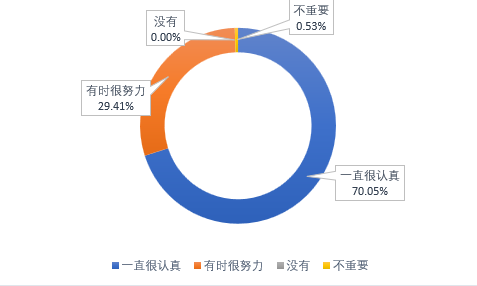 没有
0.00%
不重要
0.53%
有时很努力
29.41%
一直很认真
70.05%
一直很认真 有时很努力 没有 不重要